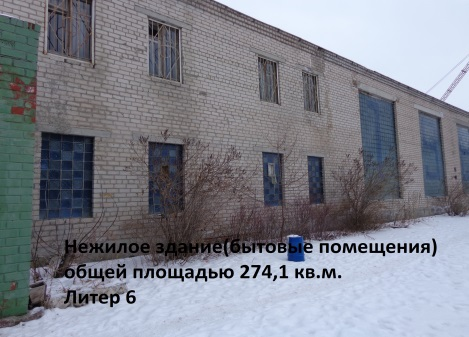 Нежилое здание(бытовые помещения)
общей площадью 274,1 кв.м.
Литер 6